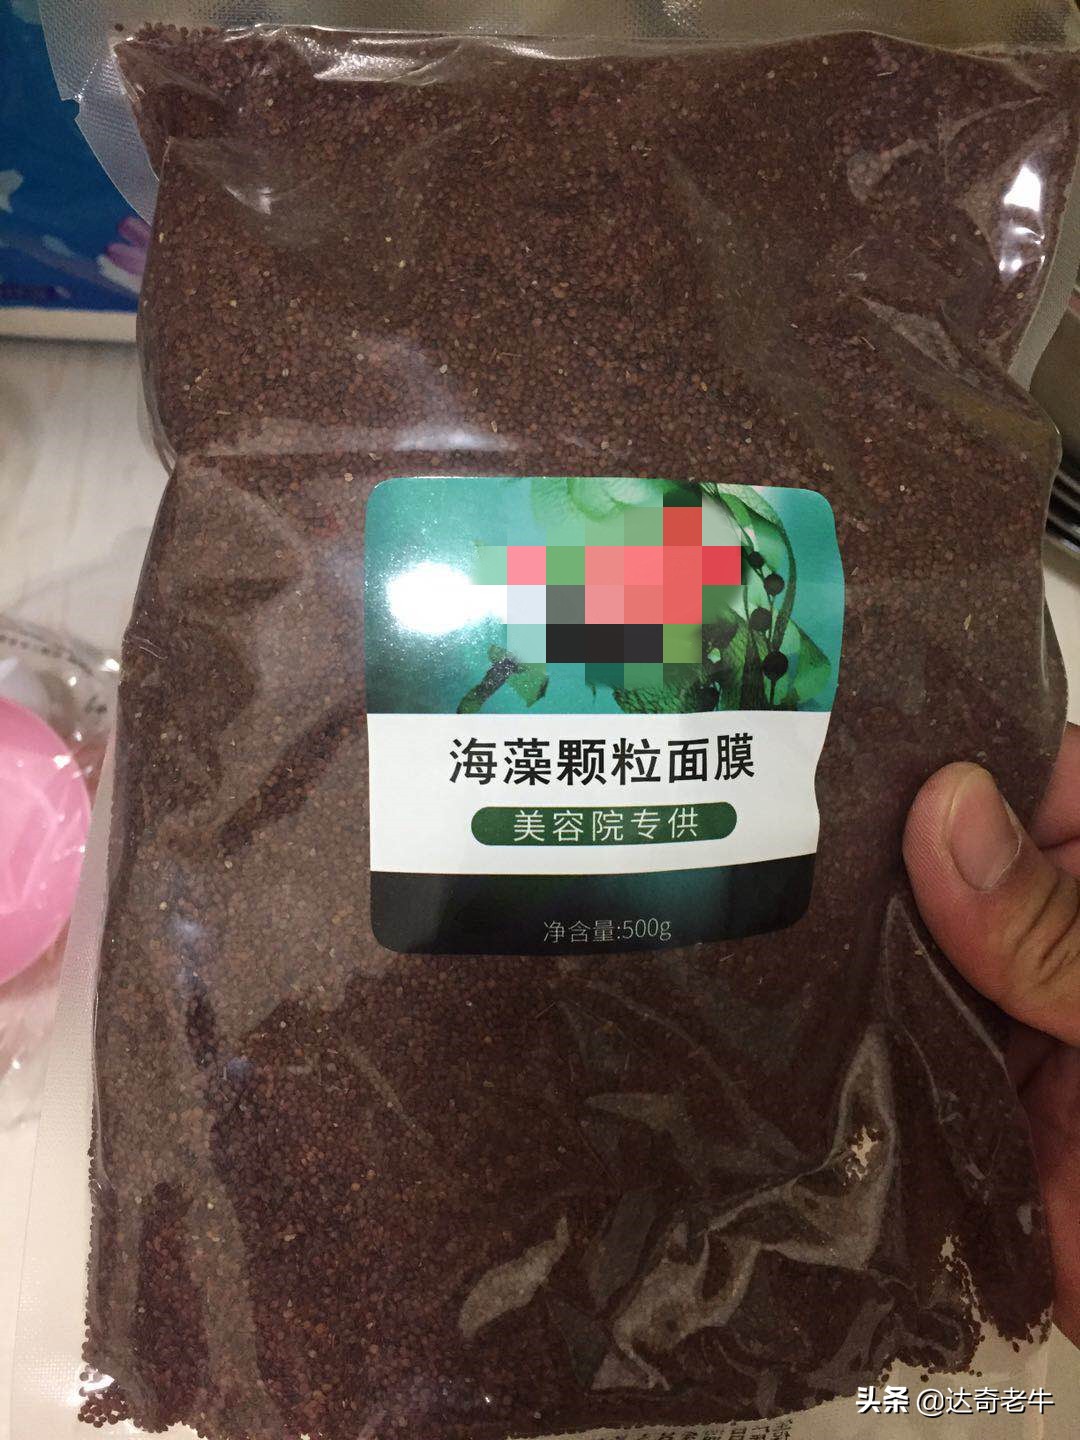 海藻颗粒面膜
美容院专供
净含量:500g
头条 @达奇老牛